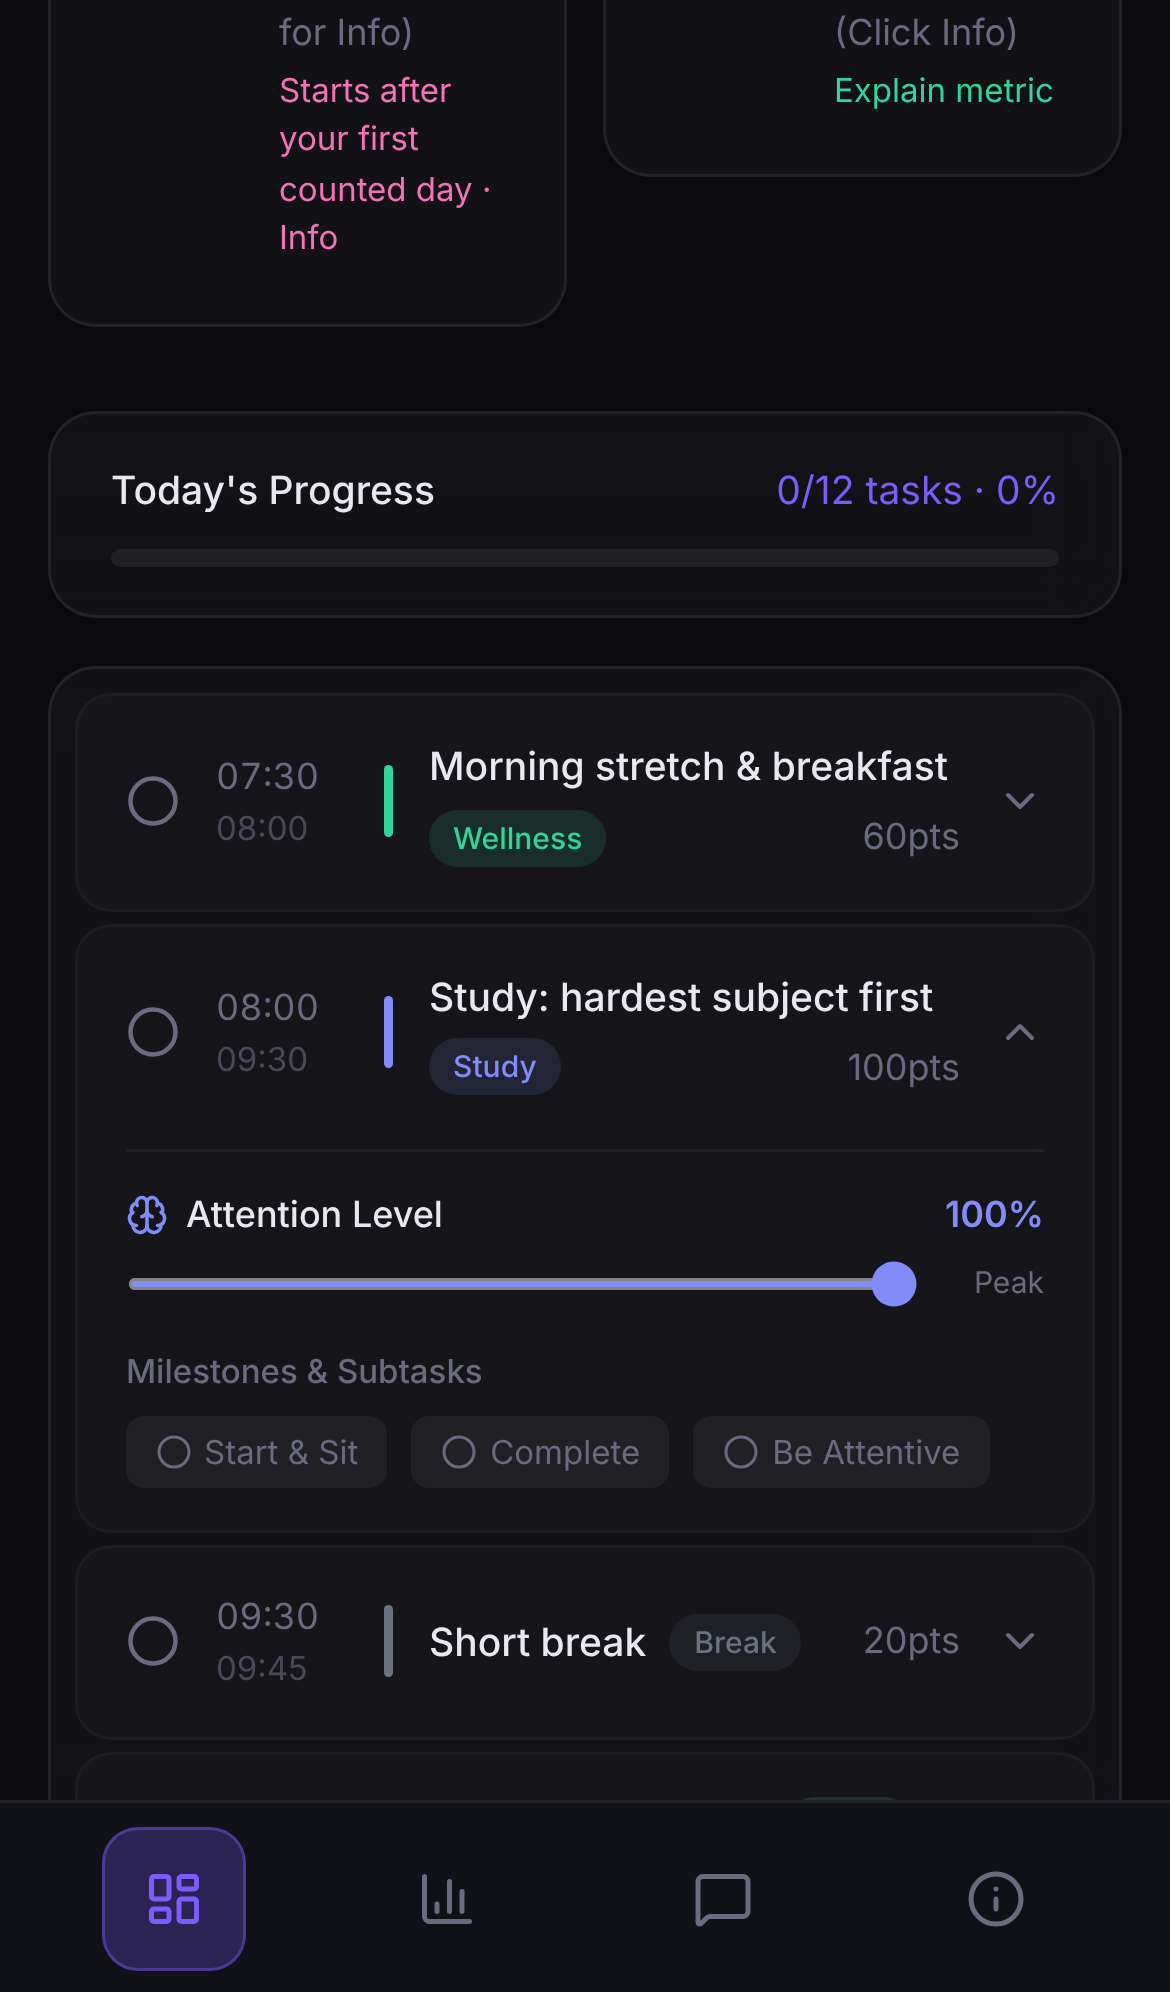 for Info)
Starts after
your first
counted day ·
Info
(Click Info)
Explain metric
Today's Progress
0/12 tasks · 0%
07:30
08:00
Morning stretch & breakfast
Wellness
60pts
08:00
09:30
Study: hardest subject first
Study
100pts
Attention Level
100%
Peak
Milestones & Subtasks
Start & Sit
Complete
Be Attentive
09:30
09:45
Short break
Break
20pts